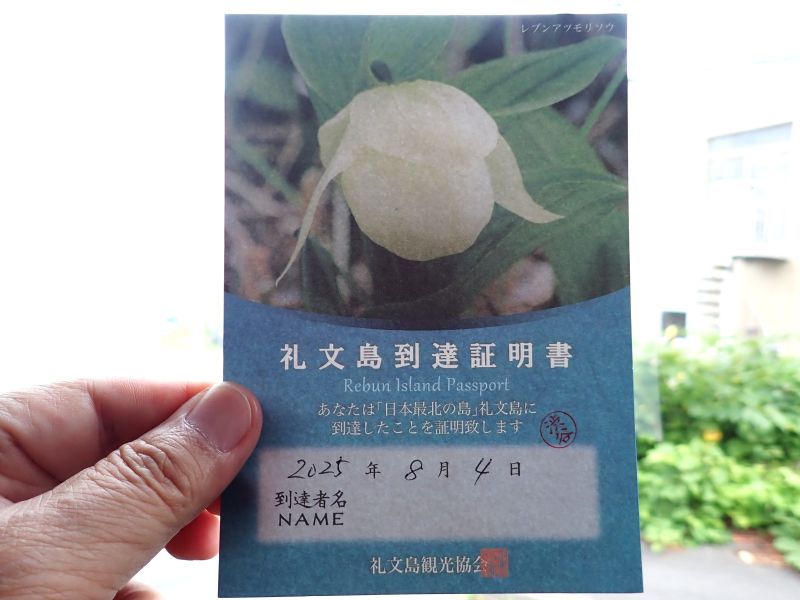 レブンアツモリソウ
礼文島到達証明書
Rebun Island Passport
あなたは「日本最北の島」礼文島に
到達したことを証明致します
2025 年 8 月 4 日
到達者名
NAME
礼文島観光協会